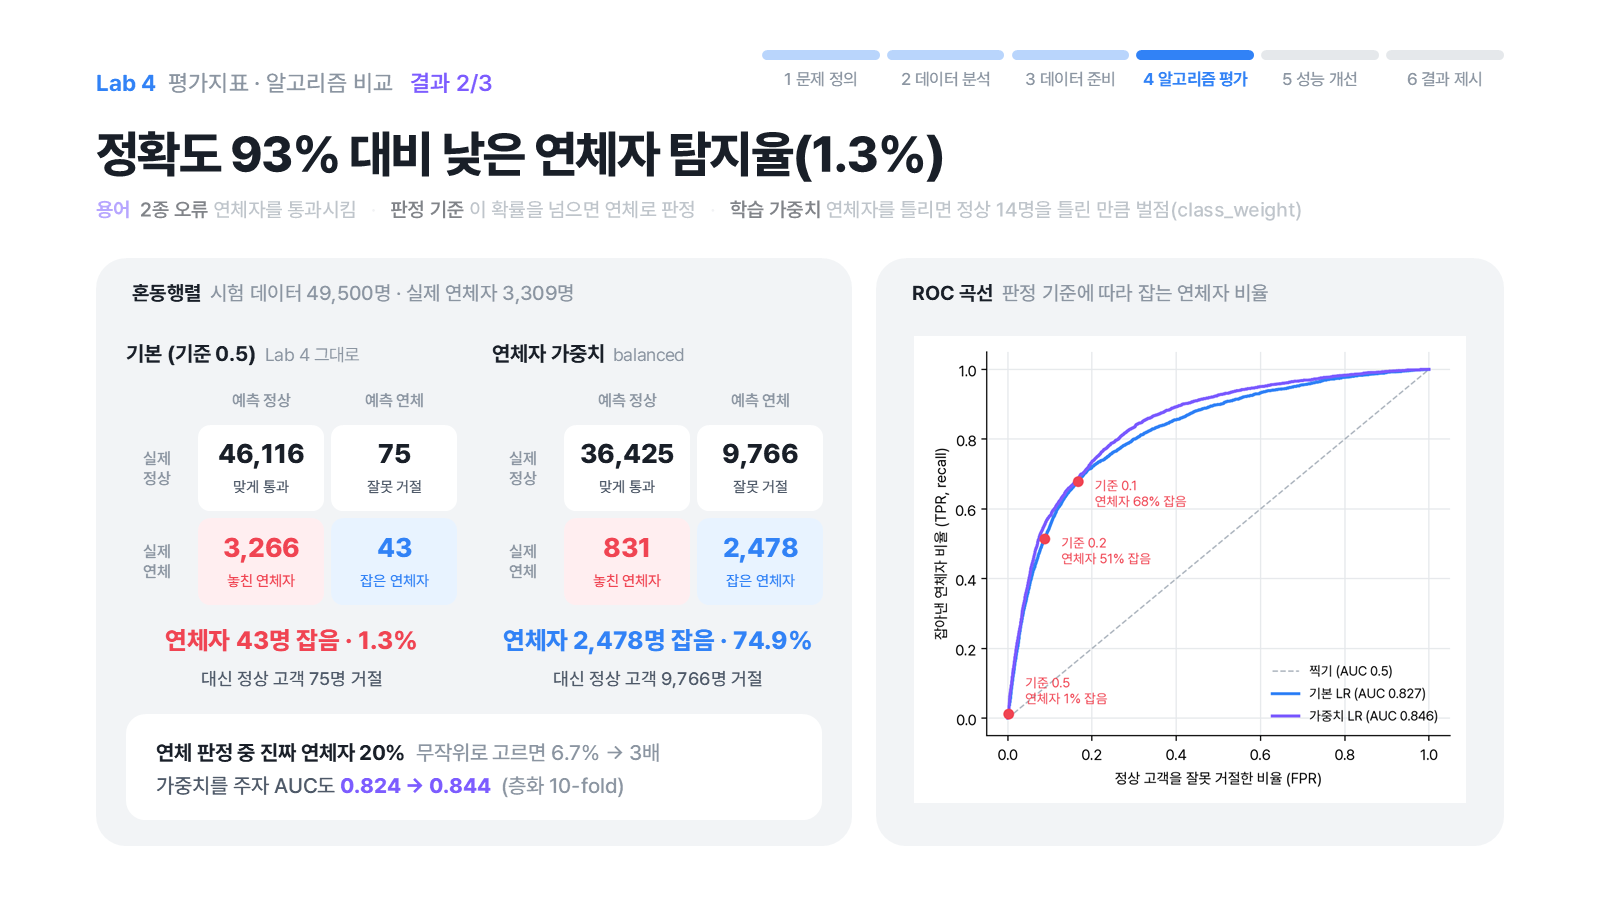 Lab 4 평가지표 · 알고리즘 비교 결과 2/3
1 문제 정의
2 데이터 분석
3 데이터 준비
4 알고리즘 평가
5 성능 개선
6 결과 제시
정확도 93% 대비 낮은 연체자 탐지율(1.3%)
용어 2종 오류 연체자를 통과시킴 · 판정 기준 이 확률을 넘으면 연체로 판정 · 학습 가중치 연체자를 틀리면 정상 14명을 틀린 만큼 벌점(class_weight)
혼동행렬 시험 데이터 49,500명 · 실제 연체자 3,309명
기본 (기준 0.5) Lab 4 그대로
예측 정상 예측 연체
실제
정상
46,116
맞게 통과
75
잘못 거절
실제
연체
3,266
놓친 연체자
43
잡은 연체자
연체자 43명 잡음 · 1.3%
대신 정상 고객 75명 거절
연체자 가중치 balanced
예측 정상 예측 연체
실제
정상
36,425
맞게 통과
9,766
잘못 거절
실제
연체
831
놓친 연체자
2,478
잡은 연체자
연체자 2,478명 잡음 · 74.9%
대신 정상 고객 9,766명 거절
연체 판정 중 진짜 연체자 20% 무작위로 고르면 6.7% → 3배
가중치를 주자 AUC도 0.824 → 0.844 (층화 10-fold)
ROC 곡선 판정 기준에 따라 잡는 연체자 비율
잡아낸 연체자 비율 (TPR, recall)
1.0
0.8
0.6
0.4
0.2
0.0
기준 0.1
연체자 68% 잡음
기준 0.2
연체자 51% 잡음
기준 0.5
연체자 1% 잡음
찍기 (AUC 0.5)
기본 LR (AUC 0.827)
가중치 LR (AUC 0.846)
0.0 0.2 0.4 0.6 0.8 1.0
정상 고객을 잘못 거절한 비율 (FPR)